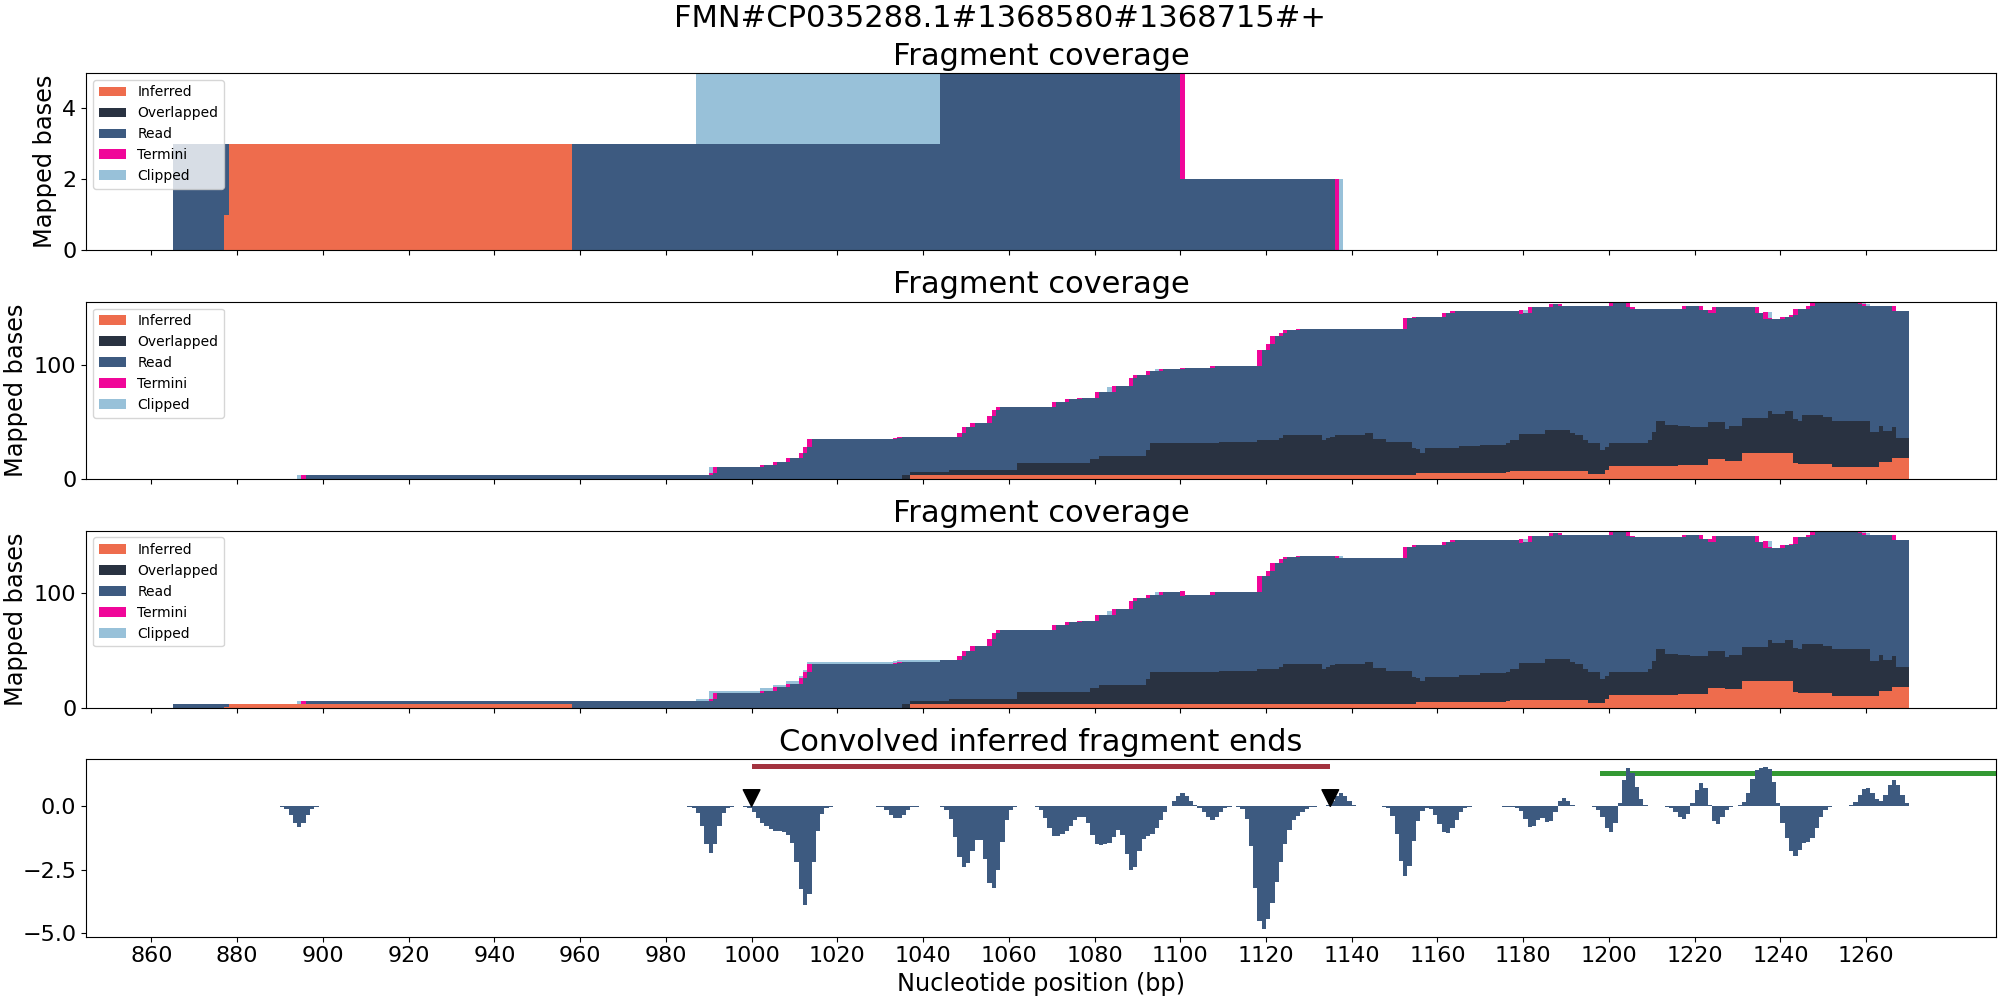 FMN#CP035288.1#1368580#1368715#+
Fragment coverage
Mapped bases
4
2
0
Inferred
Overlapped
Read
Termini
Clipped
Fragment coverage
Mapped bases
100
0
Inferred
Overlapped
Read
Termini
Clipped
Fragment coverage
Mapped bases
100
0
Inferred
Overlapped
Read
Termini
Clipped
Convolved inferred fragment ends
0.0
−2.5
−5.0
860 880 900 920 940 960 980 1000 1020 1040 1060 1080 1100 1120 1140 1160 1180 1200 1220 1240 1260
Nucleotide position (bp)